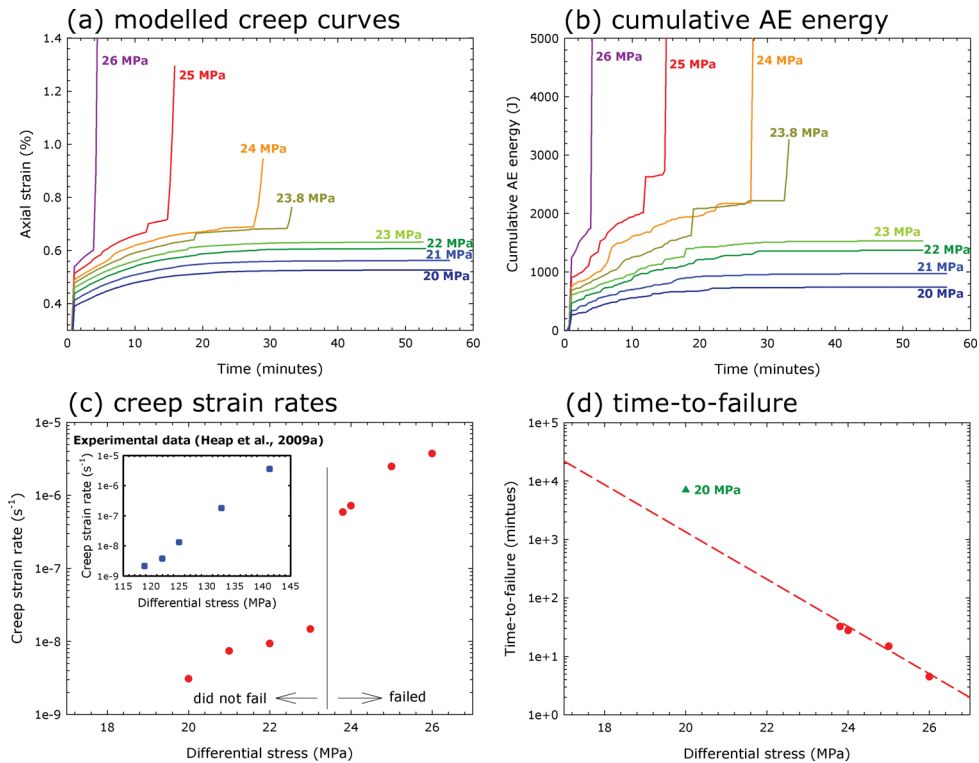 (a) modelled creep curves
1.4
1.2
1.0
0.8
0.6
0.4
Axial strain (%)
26 MPa
25 MPa
24 MPa
23.8 MPa
23 MPa
22 MPa
21 MPa
20 MPa
0 10 20 30 40 50 60
Time (minutes)
(b) cumulative AE energy
5000
4000
3000
2000
1000
0
Cumulative AE energy (J)
26 MPa
25 MPa
24 MPa
23.8 MPa
23 MPa
22 MPa
21 MPa
20 MPa
0 10 20 30 40 50 60
Time (minutes)
(c) creep strain rates
1e-5
1e-6
1e-7
1e-8
1e-9
Creep strain rate (s-1)
Experimental data (Heap et al., 2009a)
1e-5
1e-6
1e-7
1e-8
1e-9
Creep strain rate (s-1)
115 120 125 130 135 140 145
Differential stress (MPa)
did not fail
failed
18 20 22 24 26
Differential stress (MPa)
(d) time-to-failure
1e+5
1e+4
1e+3
1e+2
1e+1
1e+0
Time-to-failure (mintues)
20 MPa
18 20 22 24 26
Differential stress (MPa)